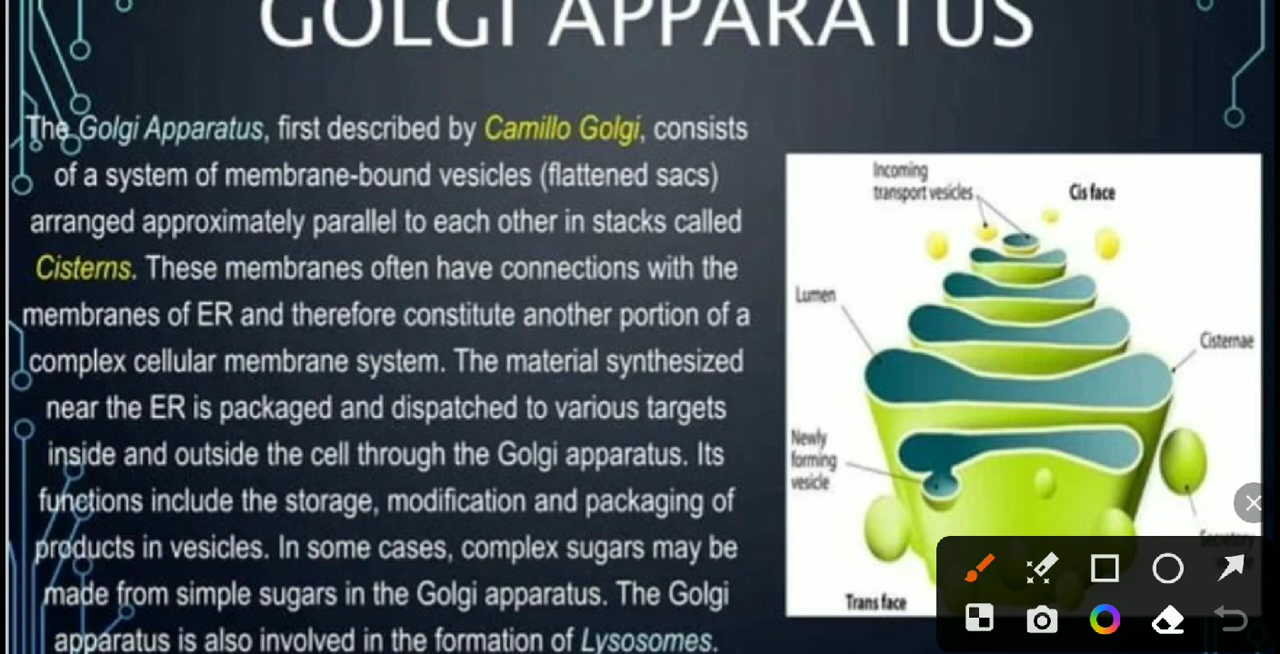 GOLGI APPARATUS
The Golgi Apparatus, first described by Camillo Golgi, consists
of a system of membrane-bound vesicles (flattened sacs)
arranged approximately parallel to each other in stacks called
Cisterns. These membranes often have connections with the
membranes of ER and therefore constitute another portion of a
complex cellular membrane system. The material synthesized
near the ER is packaged and dispatched to various targets
inside and outside the cell through the Golgi apparatus. Its
functions include the storage, modification and packaging of
products in vesicles. In some cases, complex sugars may be
made from simple sugars in the Golgi apparatus. The Golgi
apparatus is also involved in the formation of Lysosomes.
Incoming
transport vesicles
Cis face
Lumen
Cisternae
Newly
forming
vesicle
Secretory
Trans face